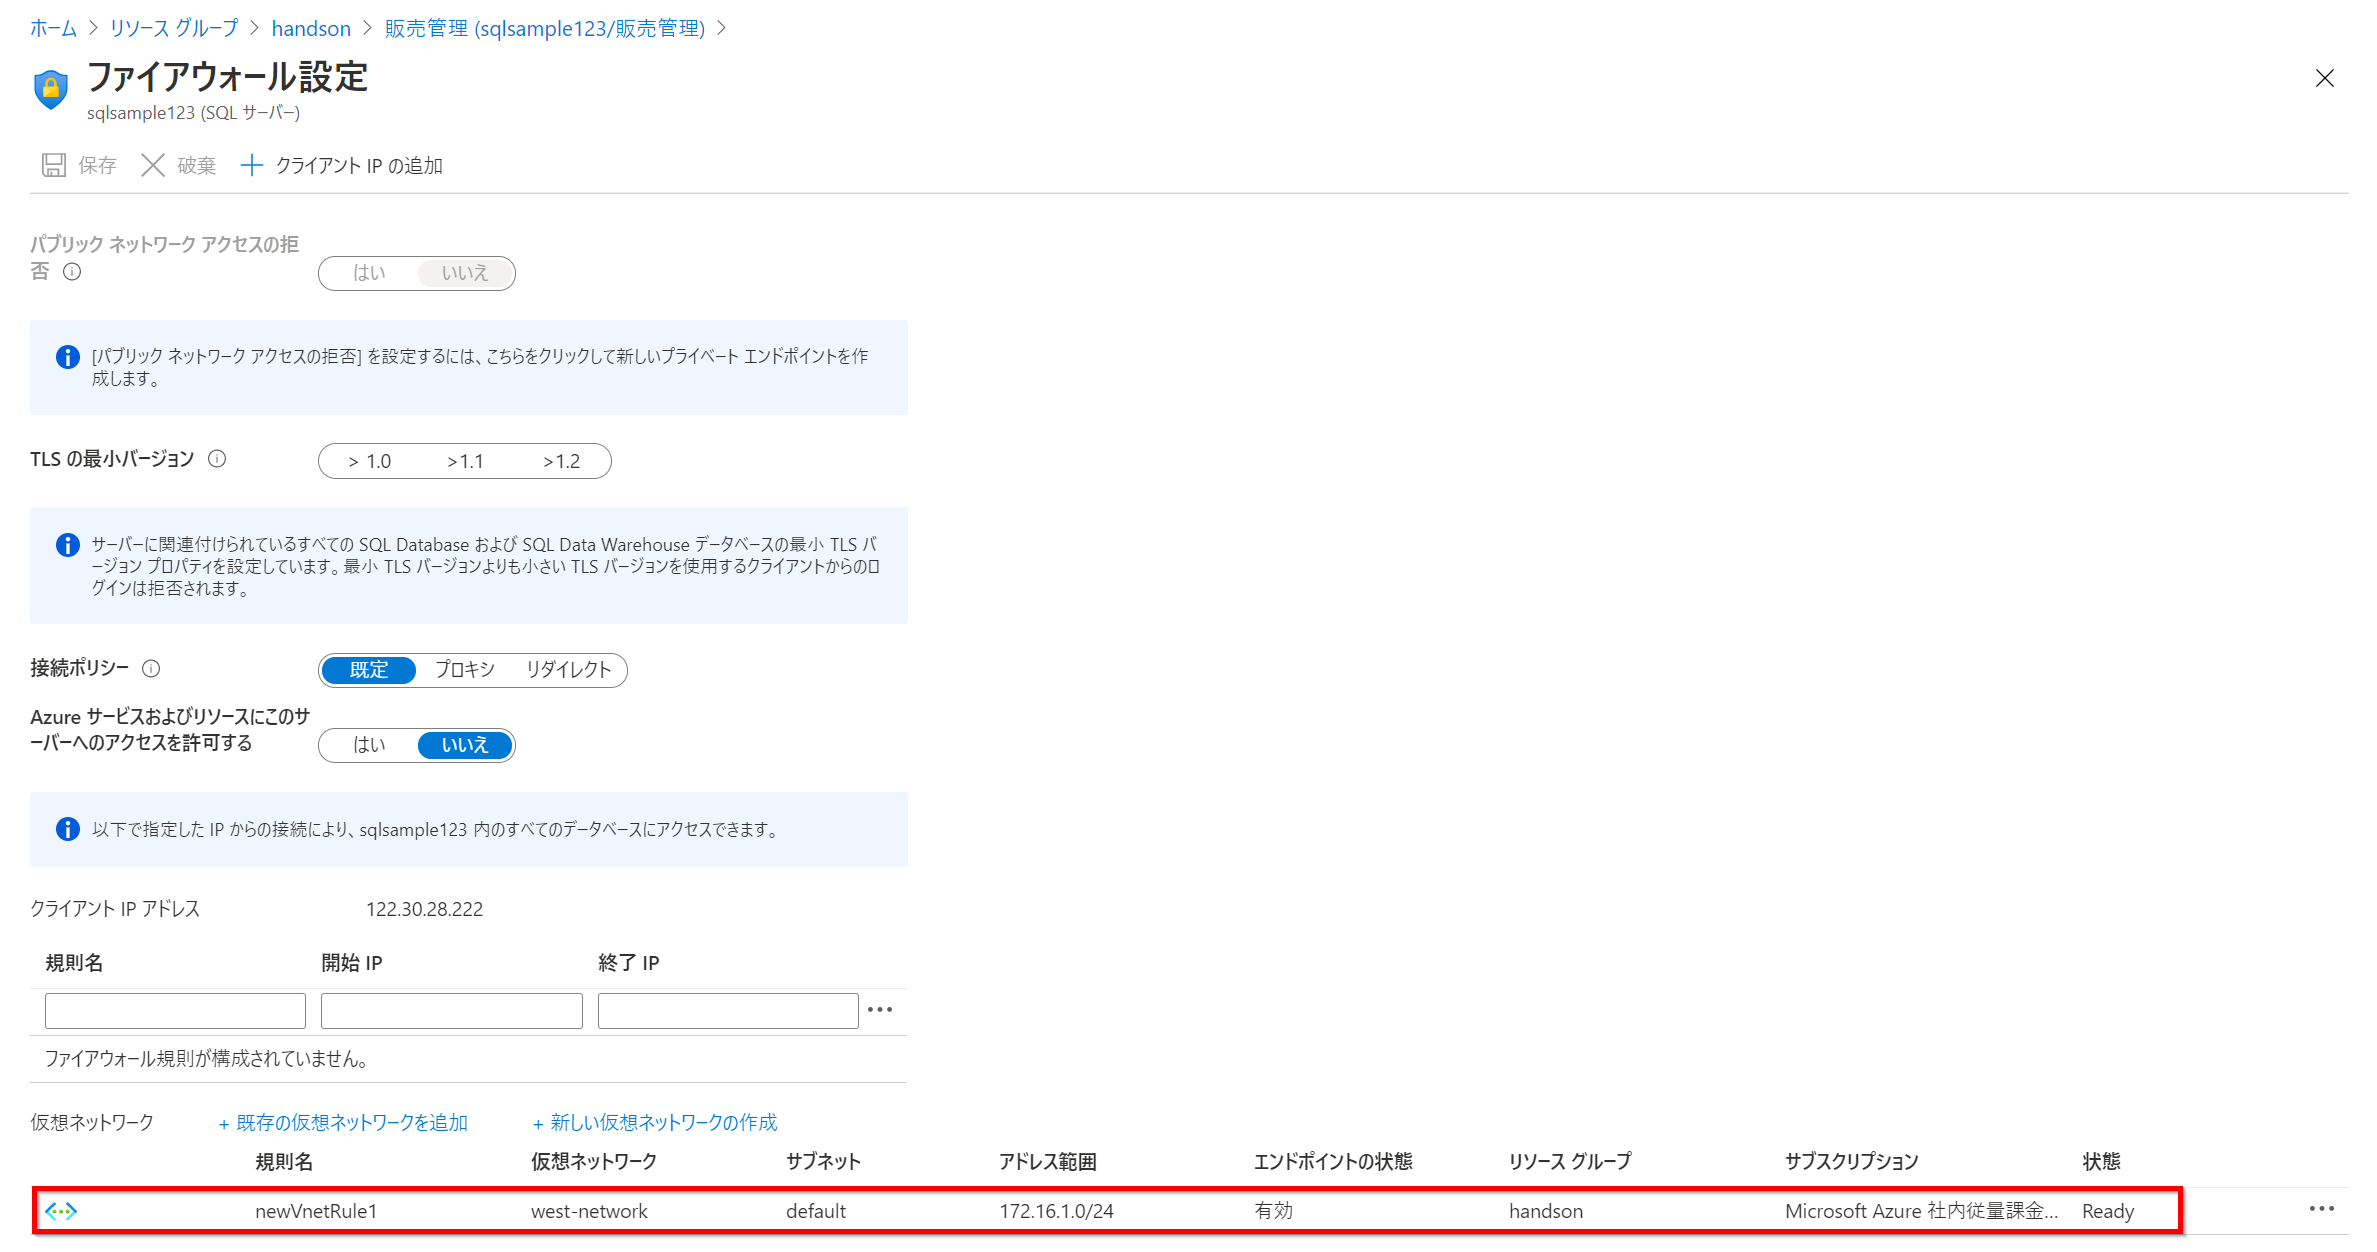 ホーム > リソース グループ > handson > 販売管理 (sqlsample123/販売管理) >
ファイアウォール設定
sqlsample123 (SQL サーバー)
保存 破棄 クライアント IP の追加
パブリック ネットワーク アクセスの拒
否
はい いいえ
[パブリック ネットワーク アクセスの拒否] を設定するには、こちらをクリックして新しいプライベート エンドポイントを作
成します。
TLS の最小バージョン > 1.0 >1.1 >1.2
サーバーに関連付けられているすべての SQL Database および SQL Data Warehouse データベースの最小 TLS バ
ージョン プロパティを設定しています。最小 TLS バージョンよりも小さい TLS バージョンを使用するクライアントからのロ
グインは拒否されます。
接続ポリシー 既定 プロキシ リダイレクト
Azure サービスおよびリソースにこのサ
ーバーへのアクセスを許可する
はい いいえ
以下で指定した IP からの接続により、sqlsample123 内のすべてのデータベースにアクセスできます。
クライアント IP アドレス 122.30.28.222
規則名 開始 IP 終了 IP
ファイアウォール規則が構成されていません。
仮想ネットワーク + 既存の仮想ネットワークを追加 + 新しい仮想ネットワークの作成
規則名 仮想ネットワーク サブネット アドレス範囲 エンドポイントの状態 リソース グループ サブスクリプション 状態
newVnetRule1 west-network default 172.16.1.0/24 有効 handson Microsoft Azure 社内従量課金... Ready